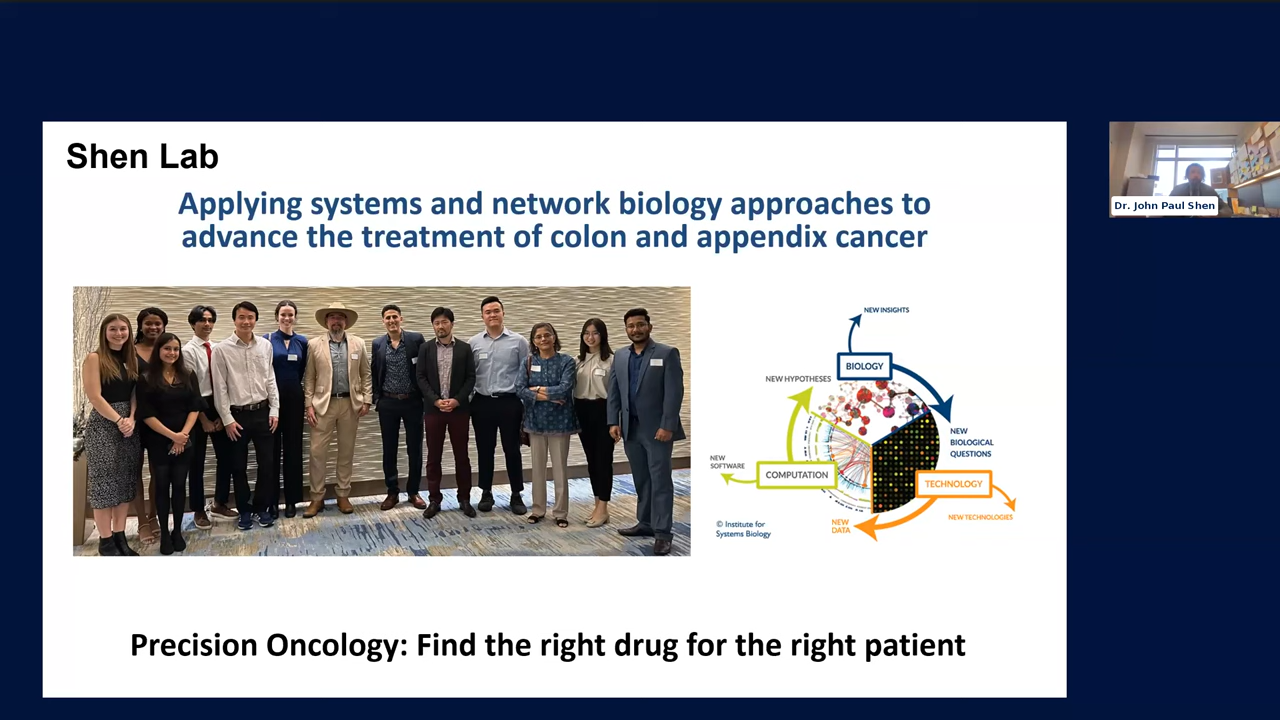 Shen Lab
Applying systems and network biology approaches to
advance the treatment of colon and appendix cancer
NEW INSIGHTS
BIOLOGY
NEW HYPOTHESES
NEW
BIOLOGICAL
QUESTIONS
NEW
SOFTWARE
COMPUTATION
TECHNOLOGY
NEW TECHNOLOGIES
NEW
DATA
© Institute for
Systems Biology
Precision Oncology: Find the right drug for the right patient
Dr. John Paul Shen